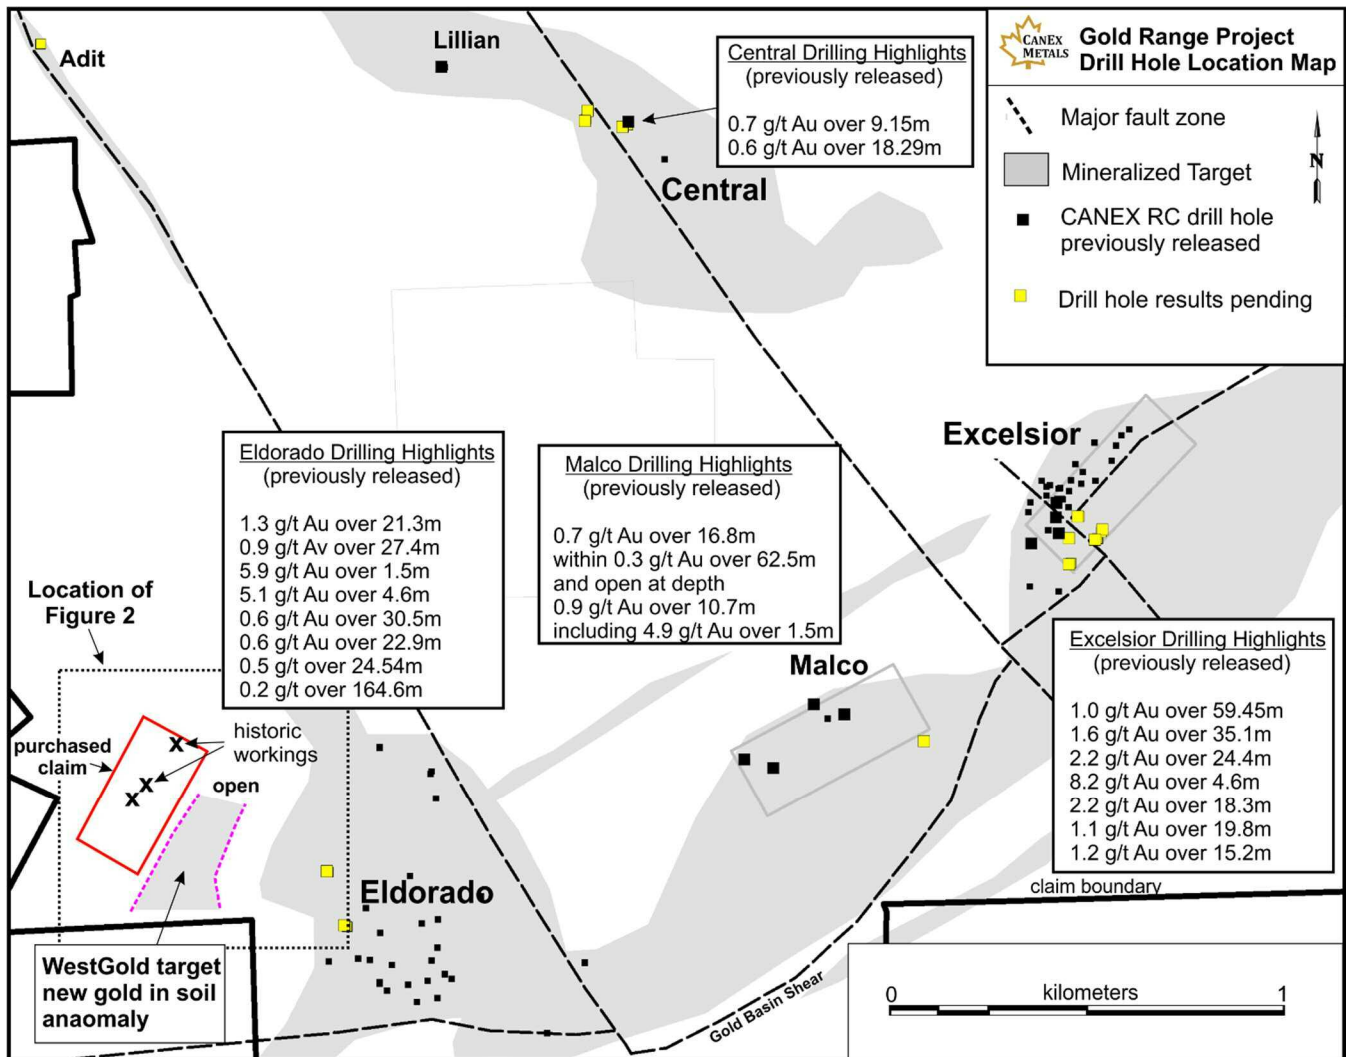 Adit
Lillian
Central Drilling Highlights
(previously released)
0.7 g/t Au over 9.15m
0.6 g/t Au over 18.29m
Central
CANEX
METALS
Gold Range Project
Drill Hole Location Map
Major fault zone
N
Mineralized Target
CANEX RC drill hole
previously released
Drill hole results pending
Excelsior
Eldorado Drilling Highlights
(previously released)
1.3 g/t Au over 21.3m
0.9 g/t Av over 27.4m
5.9 g/t Au over 1.5m
5.1 g/t Au over 4.6m
0.6 g/t Au over 30.5m
0.6 g/t Au over 22.9m
0.5 g/t over 24.54m
0.2 g/t over 164.6m
Malco Drilling Highlights
(previously released)
0.7 g/t Au over 16.8m
within 0.3 g/t Au over 62.5m
and open at depth
0.9 g/t Au over 10.7m
including 4.9 g/t Au over 1.5m
Location of
Figure 2
Malco
Excelsior Drilling Highlights
(previously released)
1.0 g/t Au over 59.45m
1.6 g/t Au over 35.1m
2.2 g/t Au over 24.4m
8.2 g/t Au over 4.6m
2.2 g/t Au over 18.3m
1.1 g/t Au over 19.8m
1.2 g/t Au over 15.2m
purchased
claim
x
x
x
historic
workings
open
Eldorado
claim boundary
WestGold target
new gold in soil
anaomaly
Gold Basin Shear
0 kilometers 1